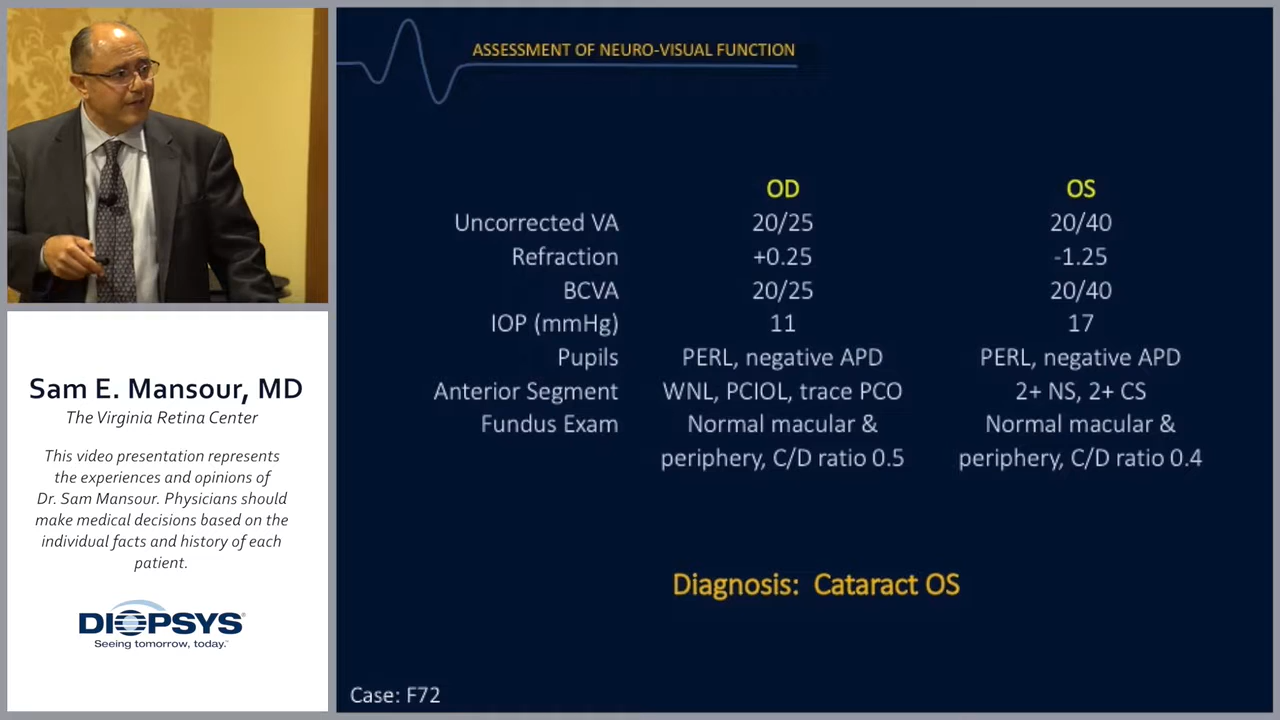 ASSESSMENT OF NEURO-VISUAL FUNCTION
OD OS
Uncorrected VA 20/25 20/40
Refraction +0.25 -1.25
BCVA 20/25 20/40
IOP (mmHg) 11 17
Pupils PERL, negative APD PERL, negative APD
Anterior Segment WNL, PCIOL, trace PCO 2+ NS, 2+ CS
Fundus Exam Normal macular & Normal macular &
periphery, C/D ratio 0.5 periphery, C/D ratio 0.4
Diagnosis: Cataract OS
Case: F72
Sam E. Mansour, MD
The Virginia Retina Center
This video presentation represents
the experiences and opinions of
Dr. Sam Mansour. Physicians should
make medical decisions based on the
individual facts and history of each
patient.
DIOPSYS®
Seeing tomorrow, today.™